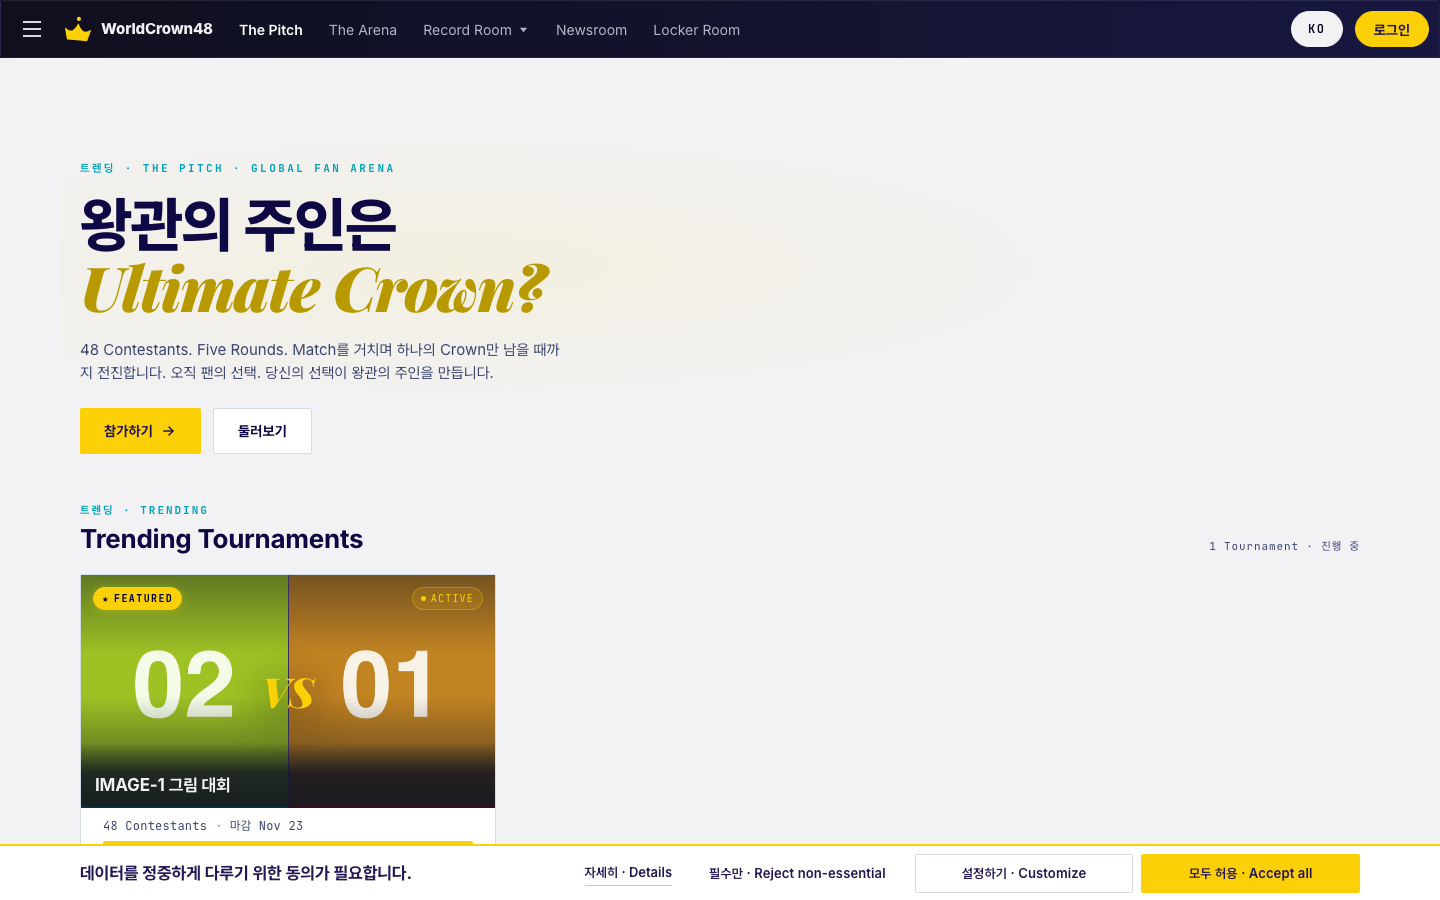 WorldCrown48 The Pitch The Arena Record Room Newsroom Locker Room KO 로그인
트렌딩 · THE PITCH · GLOBAL FAN ARENA
왕관의 주인은
Ultimate Crown?
48 Contestants. Five Rounds. Match를 거치며 하나의 Crown만 남을 때까
지 전진합니다. 오직 팬의 선택. 당신의 선택이 왕관의 주인을 만듭니다.
참가하기 → 둘러보기
트렌딩 · TRENDING
Trending Tournaments
1 Tournament · 진행 중
★ FEATURED ACTIVE
02 VS 01
IMAGE-1 그림 대회
48 Contestants · 마감 Nov 23
데이터를 정중하게 다루기 위한 동의가 필요합니다. 자세히 · Details 필수만 · Reject non-essential 설정하기 · Customize 모두 허용 · Accept all